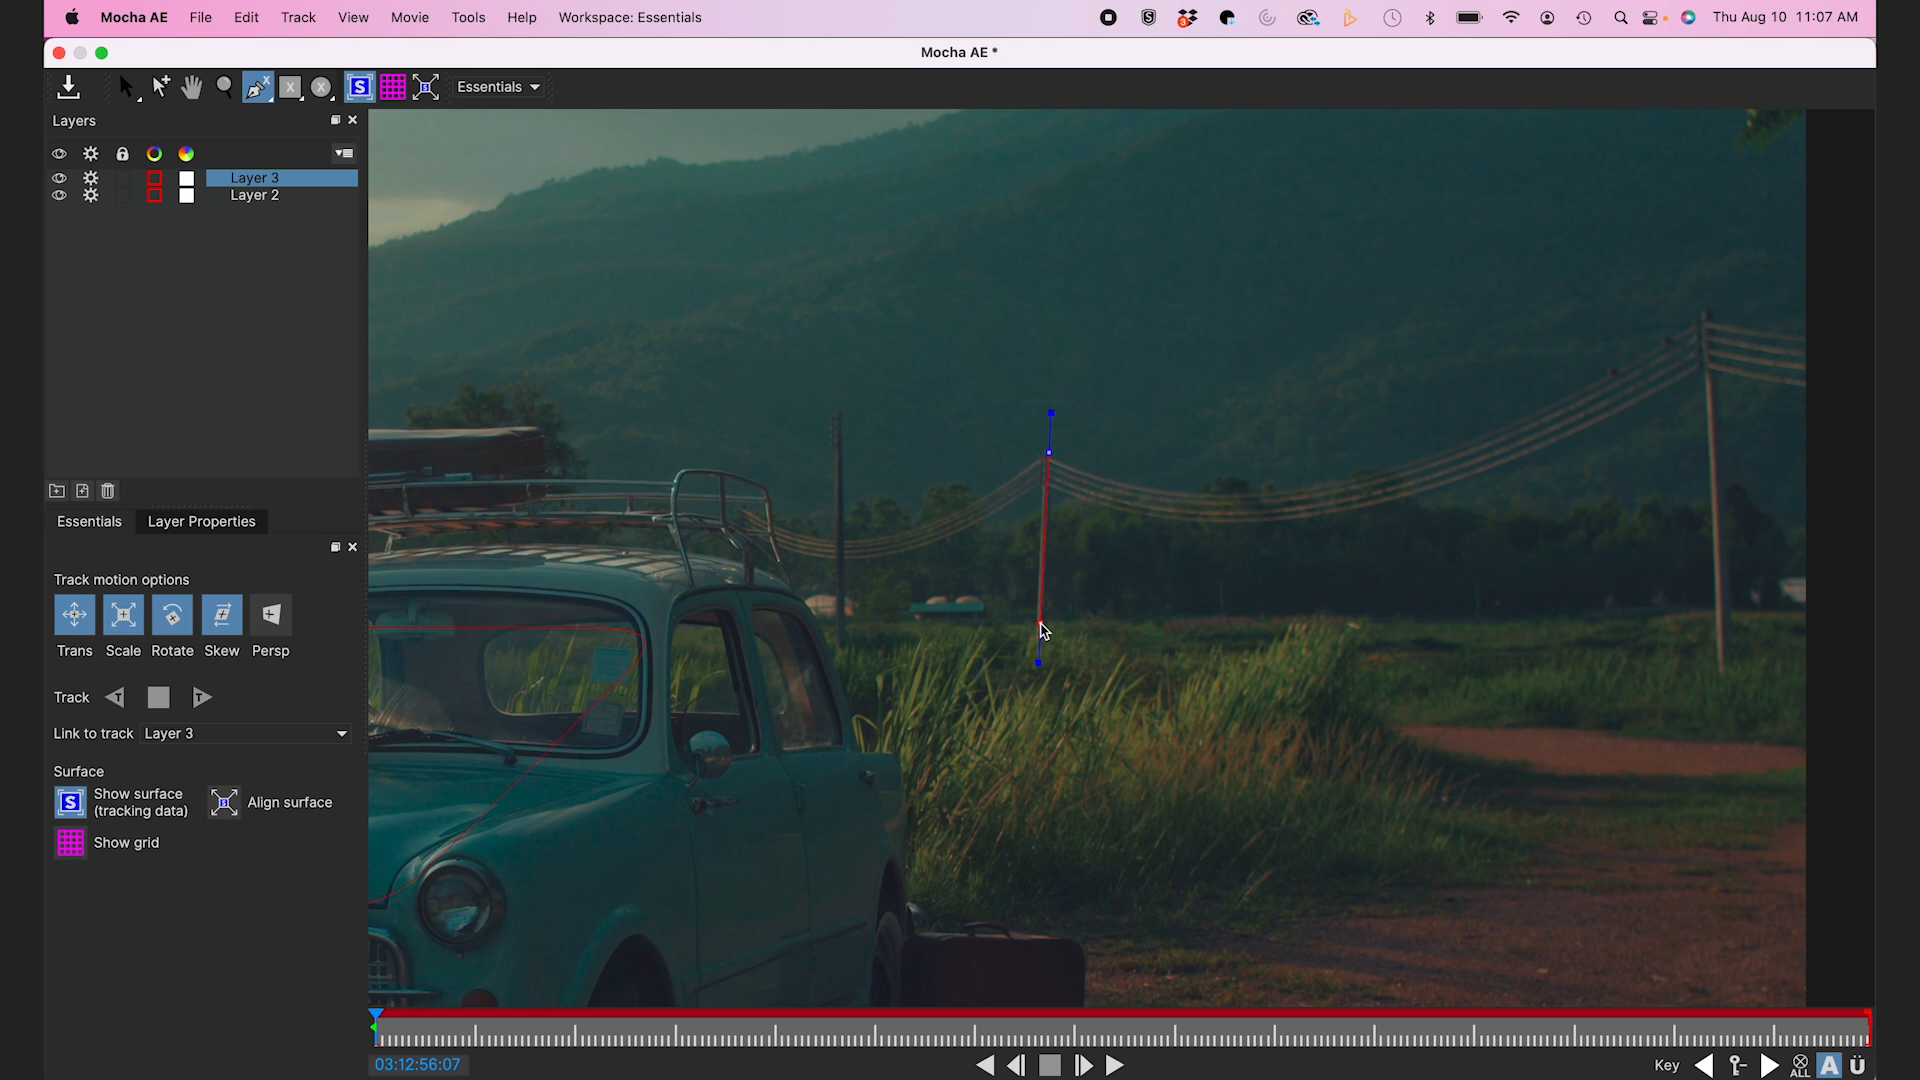 Mocha AE File Edit Track View Movie Tools Help Workspace: Essentials 3 Thu Aug 10 11:07 AM
Mocha AE *
S Essentials
Layers
Layer 3
Layer 2
Essentials Layer Properties
Track motion options
Trans Scale Rotate Skew Persp
Track T T
Link to track Layer 3
Surface
S Show surface
(tracking data)
Align surface
Show grid
03:12:56:07
Key ALL A Ü